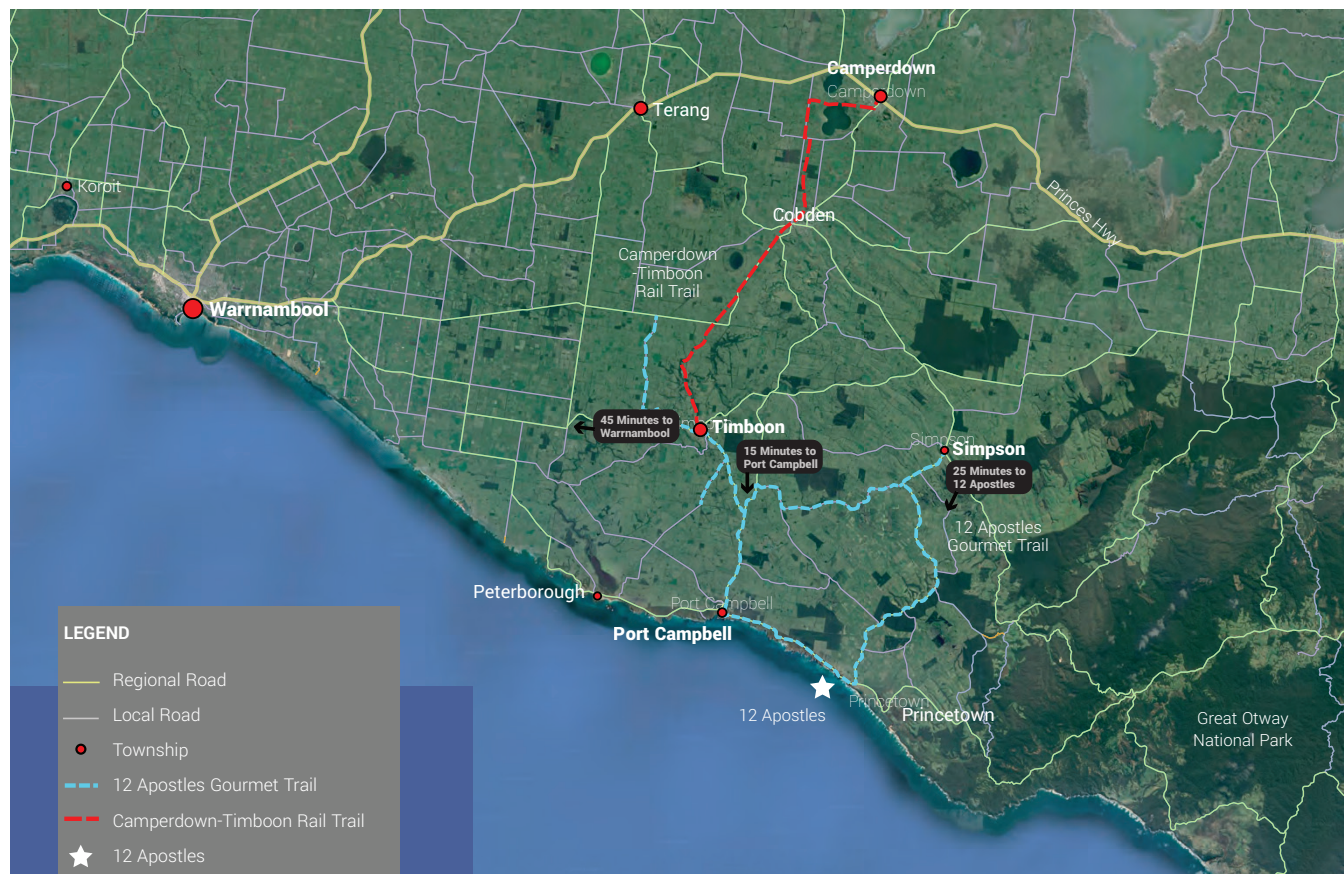 Camperdown
Camperdown
Terang
Koroit
Princes Hwy
Cobden
Camperdown
-Timboon
Rail Trail
Warrnambool
45 Minutes to
Warrnambool
Timboon
15 Minutes to
Port Campbell
Simpson
Simpson
25 Minutes to
12 Apostles
12 Apostles
Gourmet Trail
Peterborough
Port Campbell
Port Campbell
Princetown
Princetown
12 Apostles
Great Otway
National Park
LEGEND
Regional Road
Local Road
Township
12 Apostles Gourmet Trail
Camperdown-Timboon Rail Trail
12 Apostles